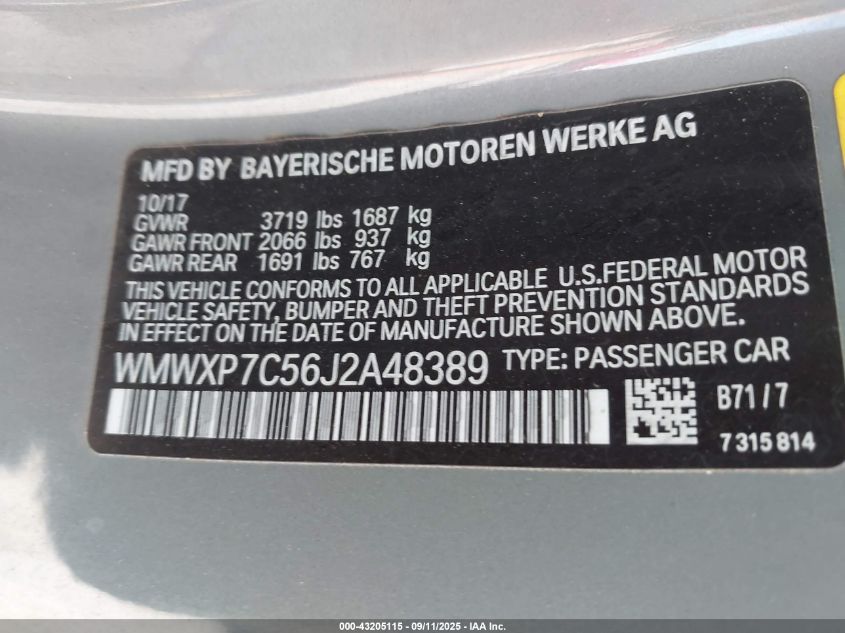 MFD BY BAYERISCHE MOTOREN WERKE AG
10/17
GVWR 3719 lbs 1687 kg
GAWR FRONT 2066 lbs 937 kg
GAWR REAR 1691 lbs 767 kg
THIS VEHICLE CONFORMS TO ALL APPLICABLE U.S.FEDERAL MOTOR
VEHICLE SAFETY, BUMPER AND THEFT PREVENTION STANDARDS
IN EFFECT ON THE DATE OF MANUFACTURE SHOWN ABOVE.
WMWXP7C56J2A48389 TYPE: PASSENGER CAR
B71 / 7
7 315 814
000-43205115 - 09/11/2025 - IAA Inc.